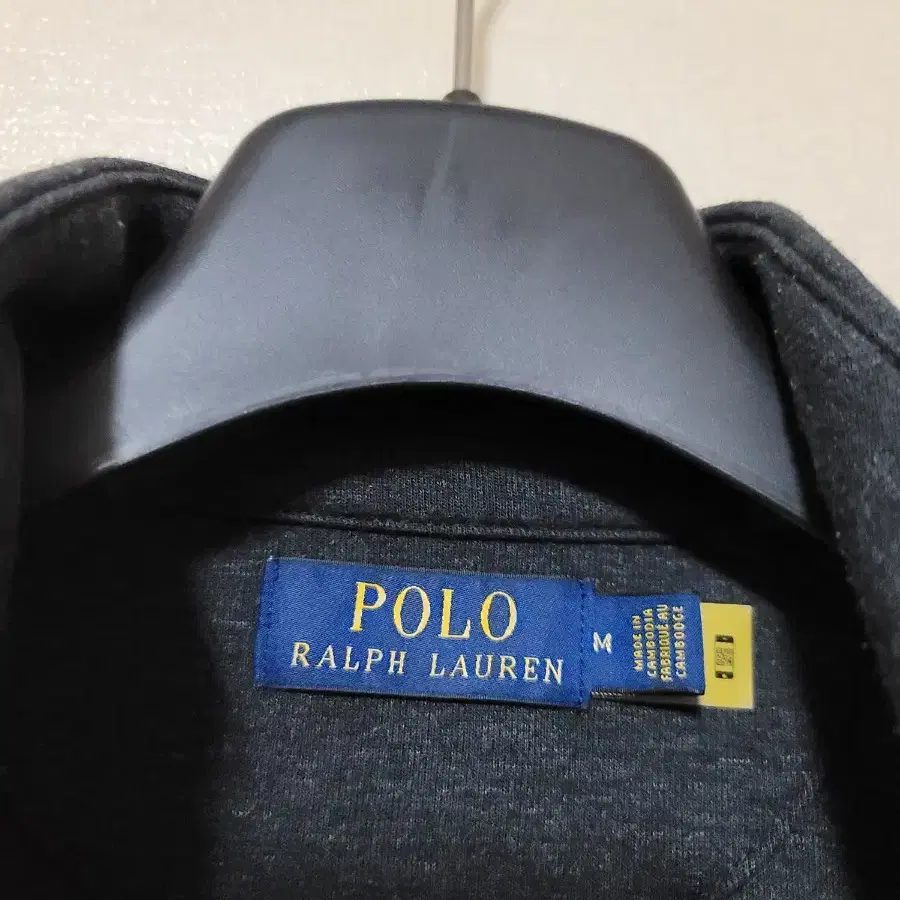 POLO
RALPH LAUREN
M
MADE IN
CAMBODIA
FABRIQUÉ AU
CAMBODGE